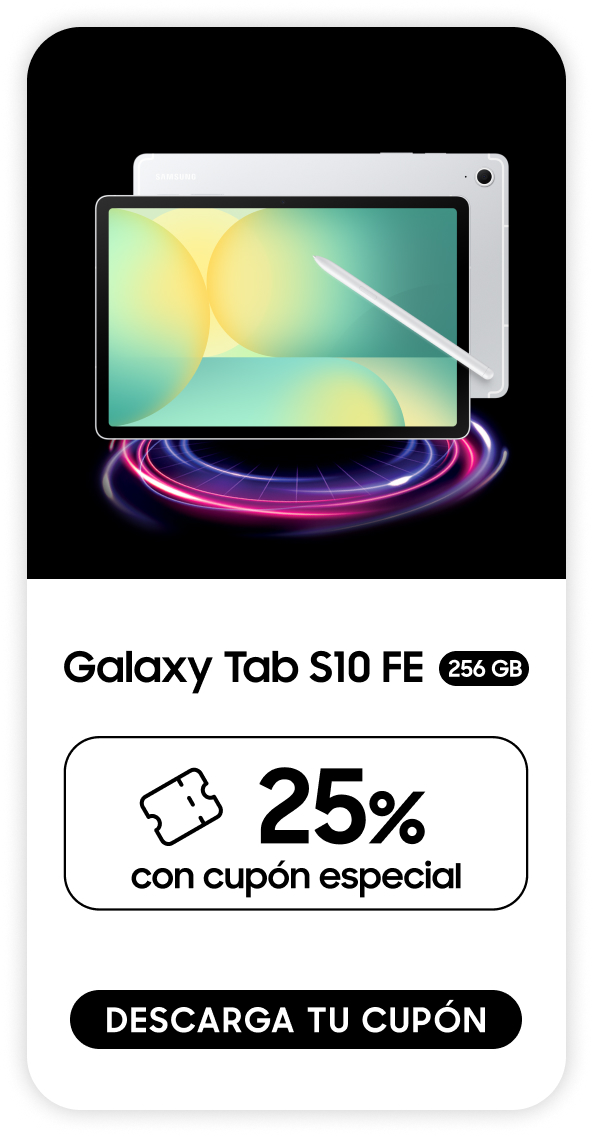 SAMSUNG
Galaxy Tab S10 FE 256 GB
25%
con cupón especial
DESCARGA TU CUPÓN